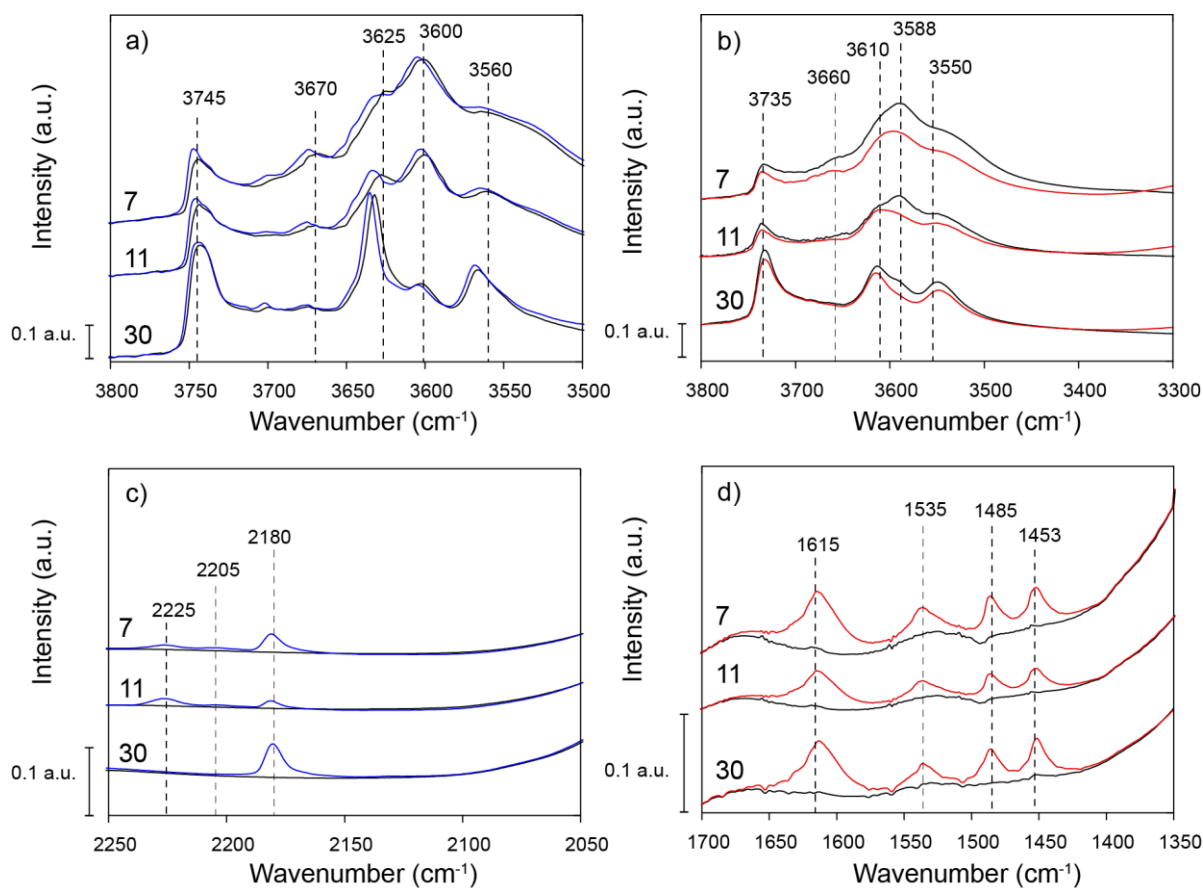 a)
3625
3600
3560
3670
3745
7
11
30
0.1 a.u.
Intensity (a.u.)
3800 3750 3700 3650 3600 3550 3500
Wavenumber (cm⁻¹)
b)
3588
3610
3660
3550
3735
7
11
30
0.1 a.u.
Intensity (a.u.)
3800 3700 3600 3500 3400 3300
Wavenumber (cm⁻¹)
c)
2180
2205
2225
7
11
30
0.1 a.u.
Intensity (a.u.)
2250 2200 2150 2100 2050
Wavenumber (cm⁻¹)
d)
1535
1485
1453
1615
7
11
30
0.1 a.u.
Intensity (a.u.)
1700 1650 1600 1550 1500 1450 1400 1350
Wavenumber (cm⁻¹)